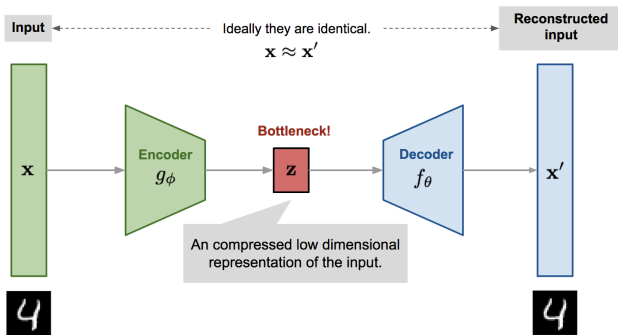 Input
Ideally they are identical.
x ≈ x′
Reconstructed
input
Bottleneck!
x
Encoder
gϕ
z
Decoder
fθ
x′
An compressed low dimensional
representation of the input.
4
4